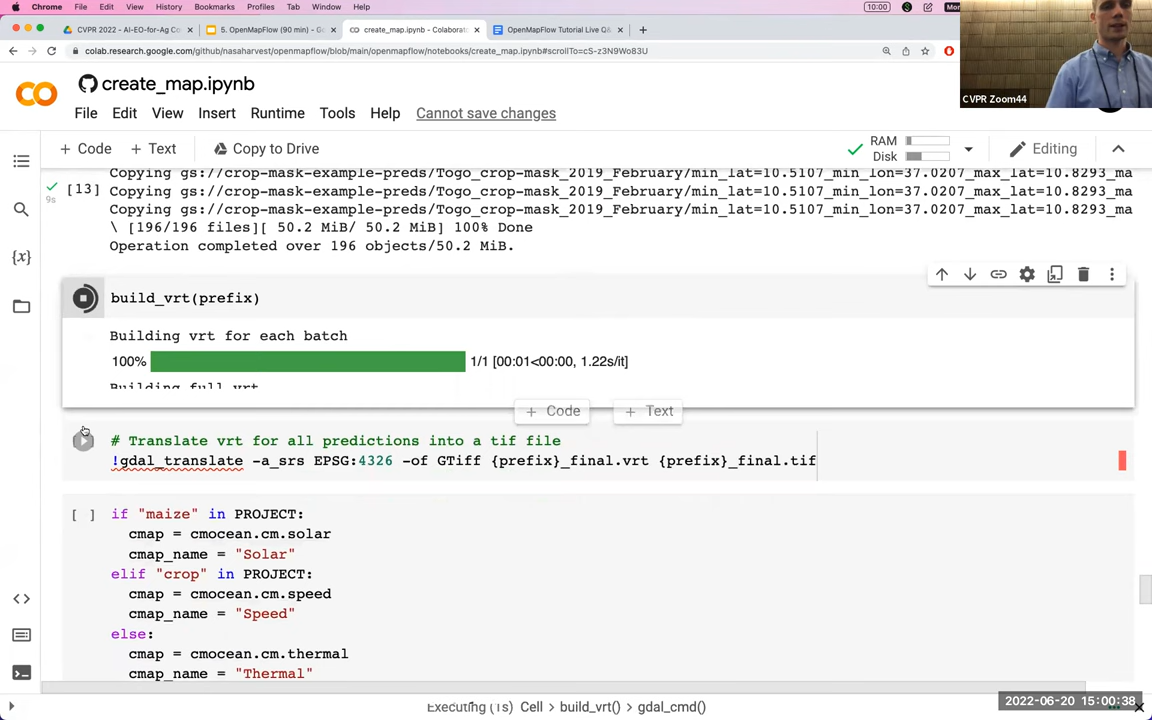 Chrome File Edit View History Bookmarks Profiles Tab Window Help 10:00
CVPR 2022 - AI-EO-for-Ag Co × 5. OpenMapFlow (90 min) - Go × create_map.ipynb - Colaborat × OpenMapFlow Tutorial Live Q& × +
colab.research.google.com/github/nasaharvest/openmapflow/blob/main/openmapflow/notebooks/create_map.ipynb#scrollTo=cS-z3N9Wo83U
CVPR Zoom44
create_map.ipynb
File Edit View Insert Runtime Tools Help Cannot save changes
+ Code + Text Copy to Drive RAM Disk Editing
Copying gs://crop-mask-example-preds/Togo_crop-mask_2019_February/min_lat=10.5107_min_lon=37.0207_max_lat=10.8293_ma
[13] Copying gs://crop-mask-example-preds/Togo_crop-mask_2019_February/min_lat=10.5107_min_lon=37.0207_max_lat=10.8293_ma
9s
Copying gs://crop-mask-example-preds/Togo_crop-mask_2019_February/min_lat=10.5107_min_lon=37.0207_max_lat=10.8293_ma
\ [196/196 files][ 50.2 MiB/ 50.2 MiB] 100% Done
Operation completed over 196 objects/50.2 MiB.
build_vrt(prefix)
Building vrt for each batch
100% 1/1 [00:01<00:00, 1.22s/it]
Building full vrt
+ Code + Text
# Translate vrt for all predictions into a tif file
!gdal_translate -a_srs EPSG:4326 -of GTiff {prefix}_final.vrt {prefix}_final.tif
[ ] if "maize" in PROJECT:
cmap = cmocean.cm.solar
cmap_name = "Solar"
elif "crop" in PROJECT:
cmap = cmocean.cm.speed
cmap_name = "Speed"
else:
cmap = cmocean.cm.thermal
cmap_name = "Thermal"
Executing (1s) Cell > build_vrt() > gdal_cmd()
2022-06-20 15:00:38